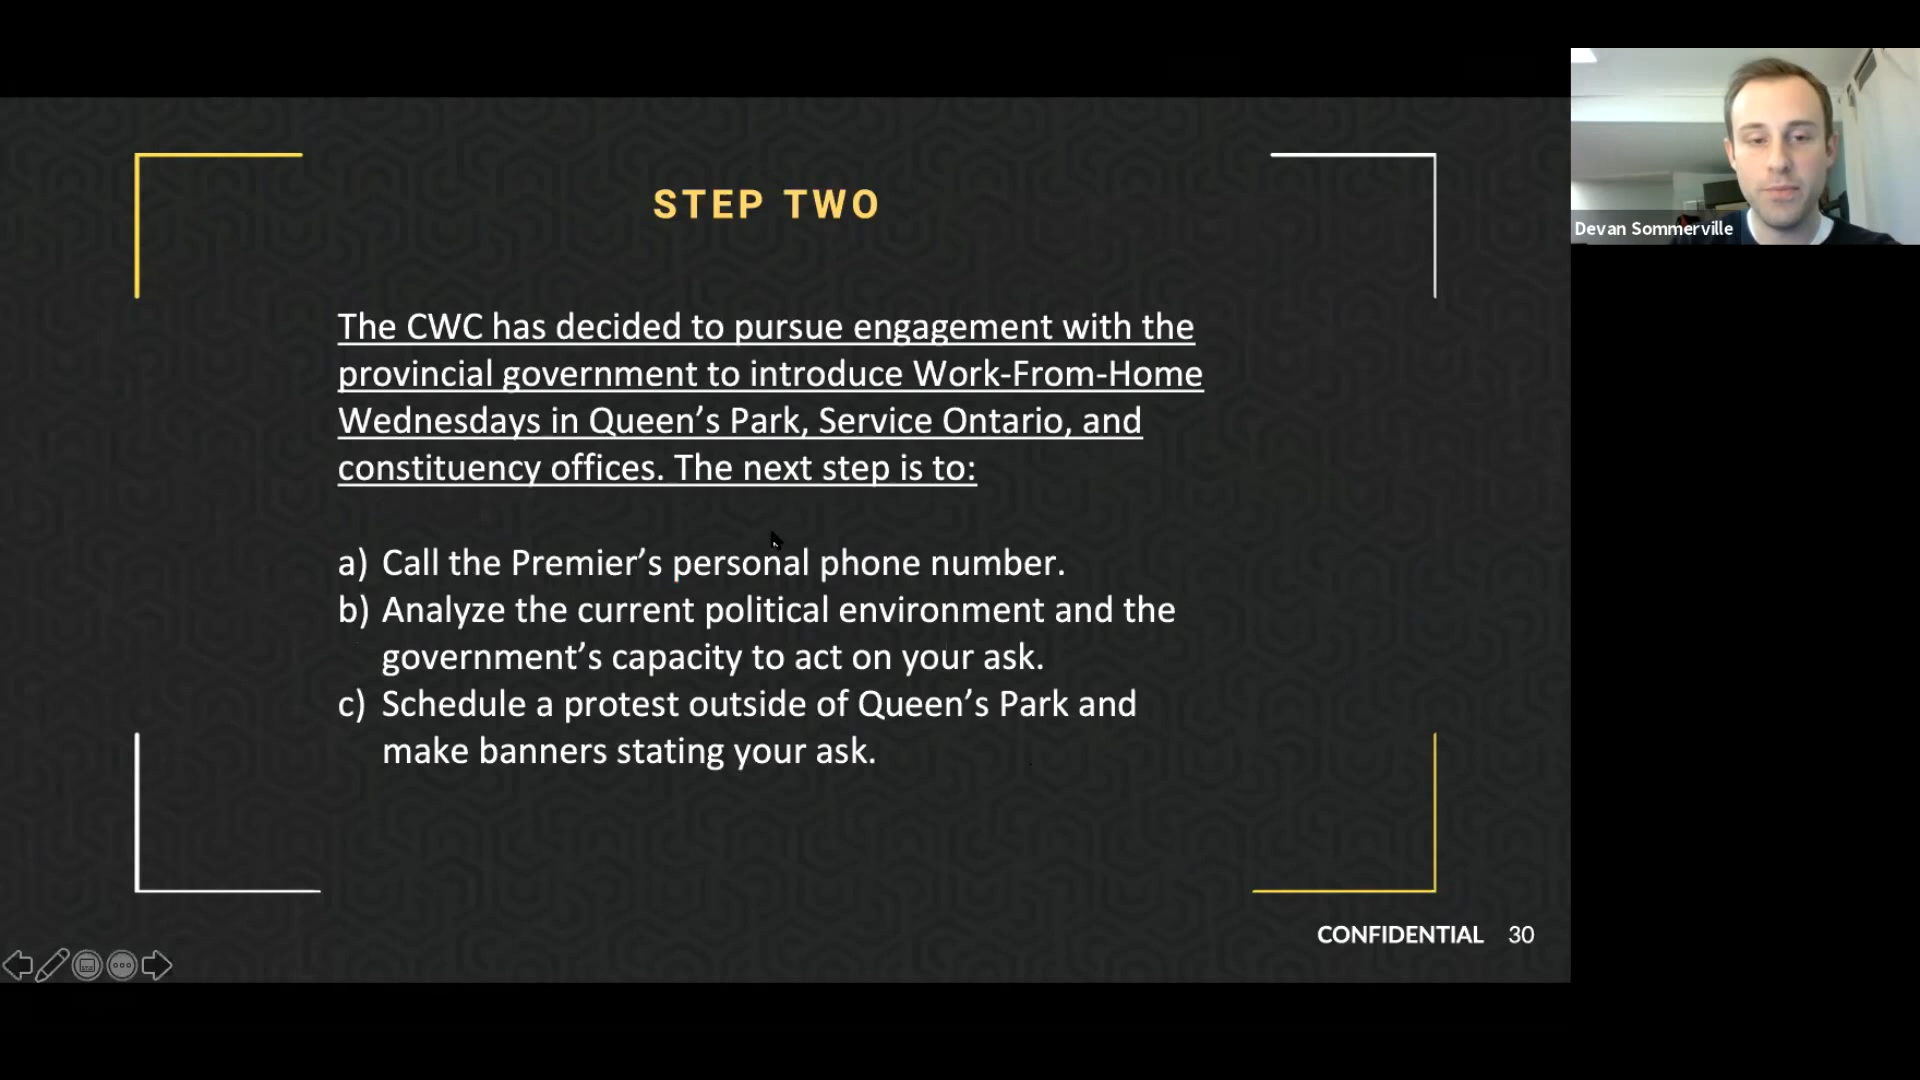 STEP TWO
The CWC has decided to pursue engagement with the
provincial government to introduce Work-From-Home
Wednesdays in Queen’s Park, Service Ontario, and
constituency offices. The next step is to:
a) Call the Premier’s personal phone number.
b) Analyze the current political environment and the
government’s capacity to act on your ask.
c) Schedule a protest outside of Queen’s Park and
make banners stating your ask.
CONFIDENTIAL 30
Devan Sommerville